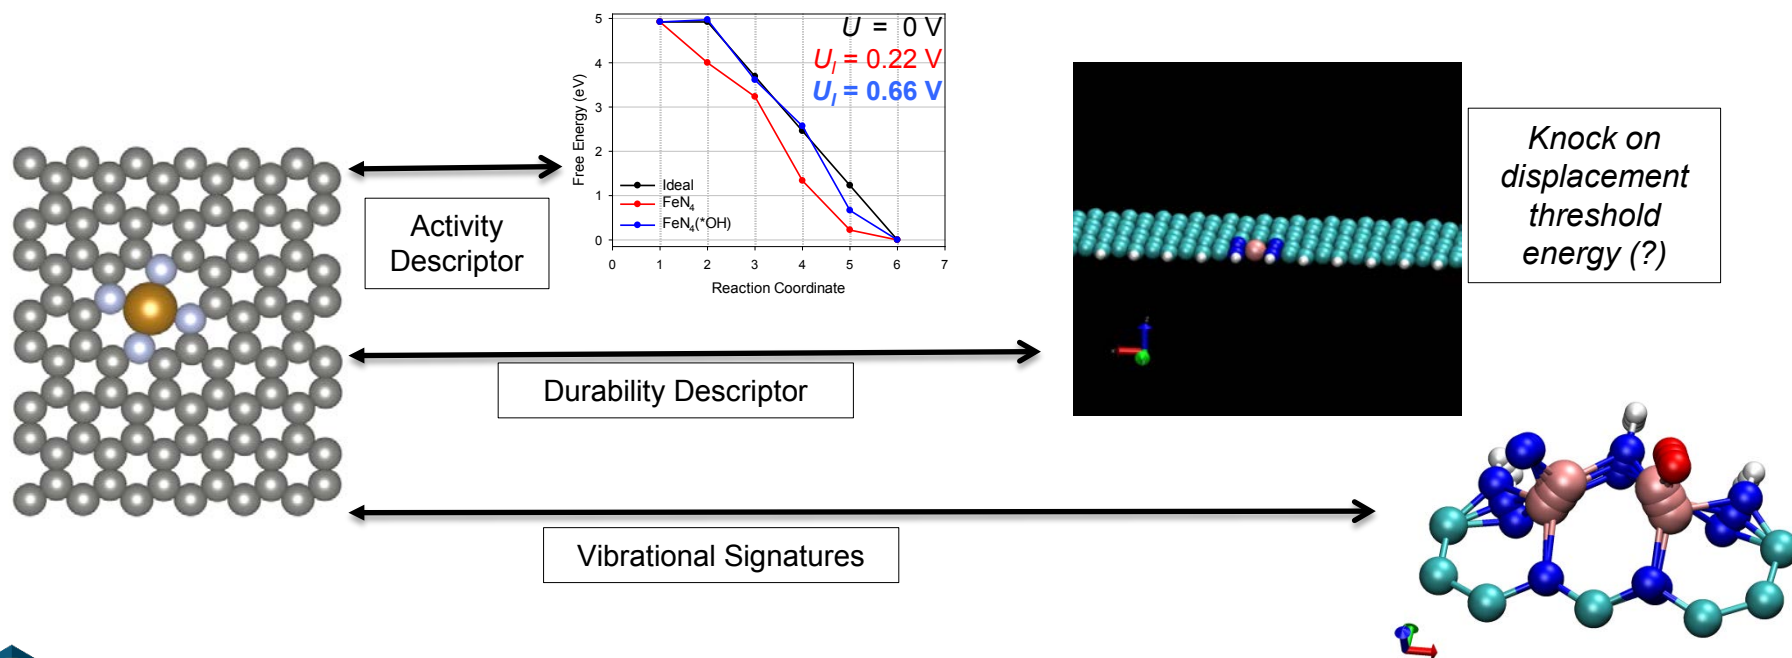 U = 0 V
U_l = 0.22 V
U_l = 0.66 V
5
4
3
2
1
0
Free Energy (eV)
Ideal
FeN₄
FeN₄(*OH)
0 1 2 3 4 5 6 7
Reaction Coordinate
Activity
Descriptor
Knock on
displacement
threshold
energy (?)
Durability Descriptor
Vibrational Signatures